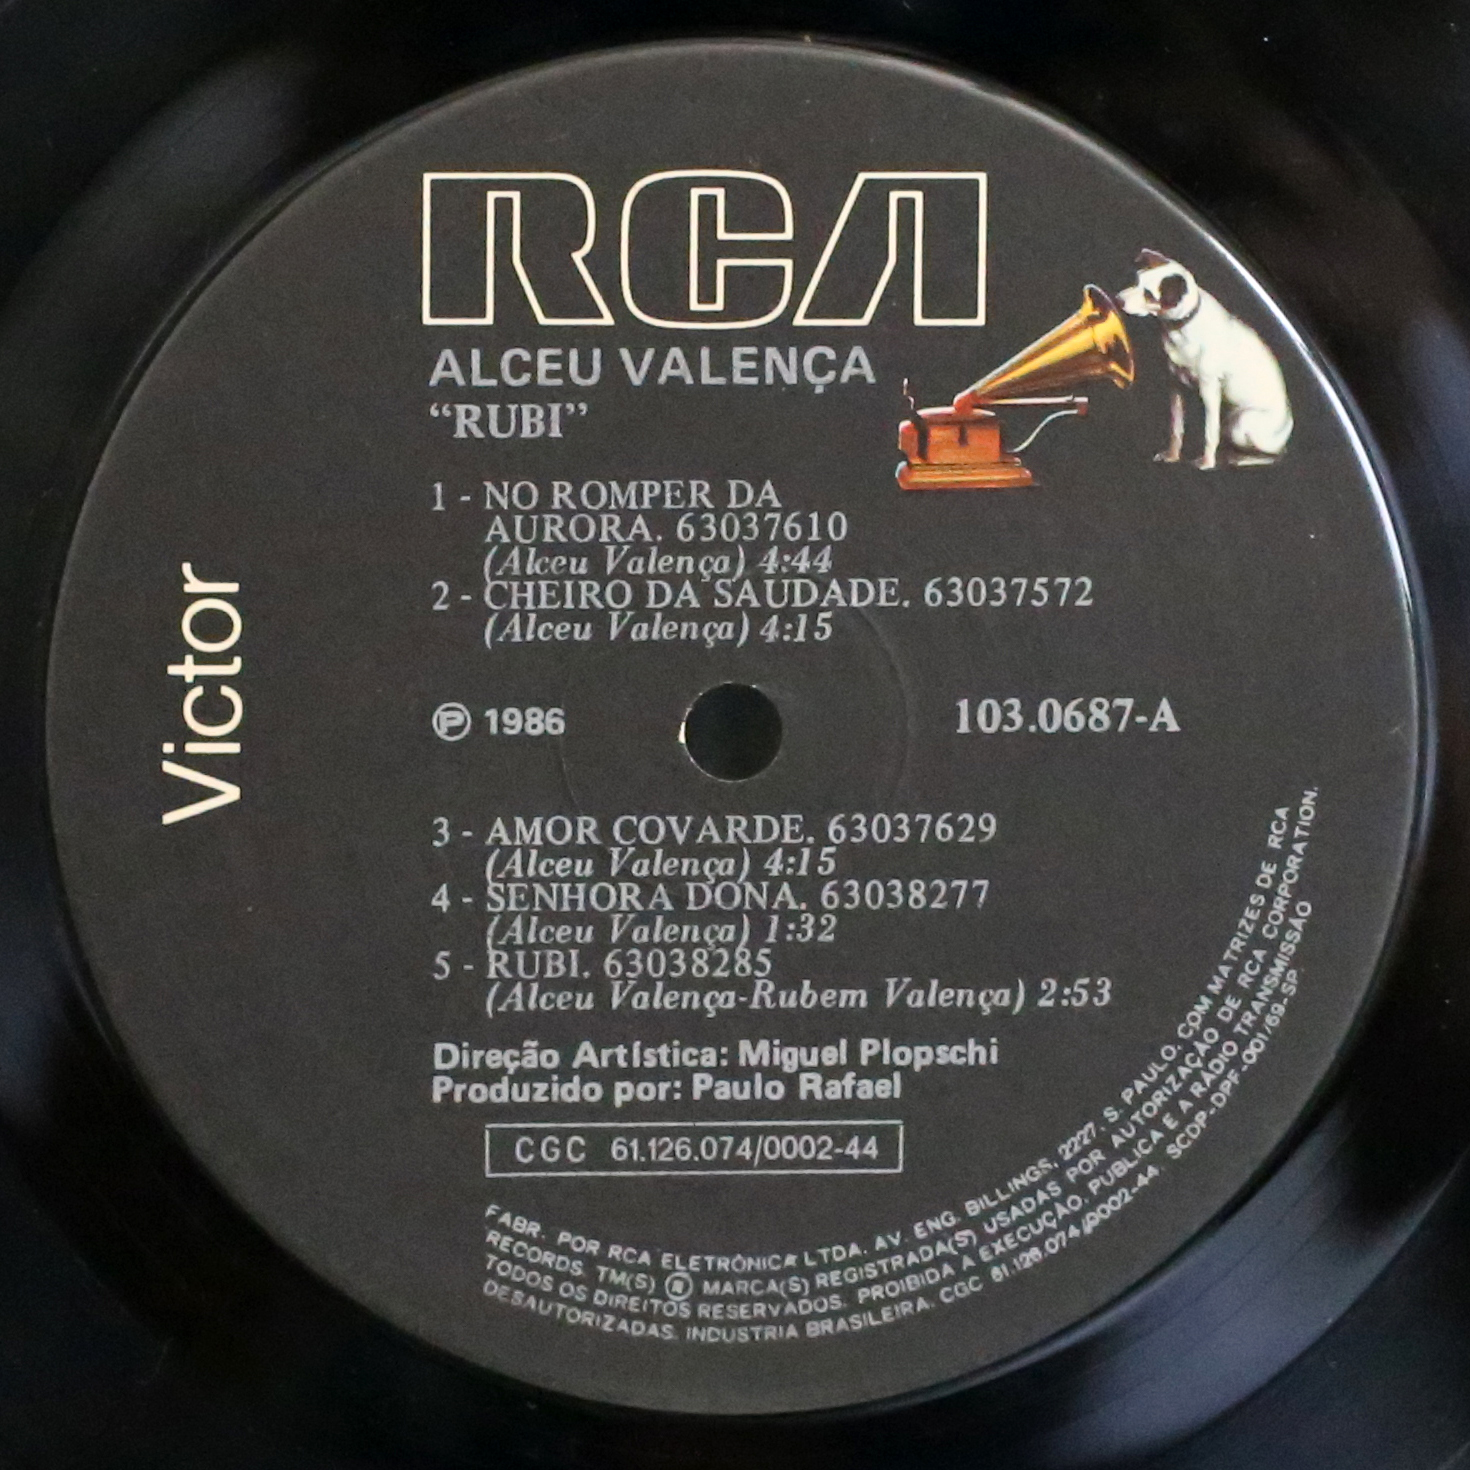 RCA
ALCEU VALENÇA
“RUBI”
1 - NO ROMPER DA
AURORA. 63037610
(Alceu Valença) 4:44
2 - CHEIRO DA SAUDADE. 63037572
(Alceu Valença) 4:15
Victor
Ⓟ 1986
103.0687-A
3 - AMOR COVARDE. 63037629
(Alceu Valença) 4:15
4 - SENHORA DONA. 63038277
(Alceu Valença) 1:32
5 - RUBI. 63038285
(Alceu Valença-Rubem Valença) 2:53
Direção Artística: Miguel Plopschi
Produzido por: Paulo Rafael
CGC 61.126.074/0002-44
FABR. POR RCA ELETRÔNICA LTDA. AV. ENG. BILLINGS, 2227. S. PAULO, COM MATRIZES DE RCA
RECORDS. TM(S) ® MARCA(S) REGISTRADA(S) USADAS POR AUTORIZAÇÃO DE RCA CORPORATION.
TODOS OS DIREITOS RESERVADOS. PROIBIDA A EXECUÇÃO, PUBLICA E A RÁDIO TRANSMISSÃO
DESAUTORIZADAS. INDUSTRIA BRASILEIRA. CGC 61.126.074/0002-44. SCDP-DPF-001/69-SP.